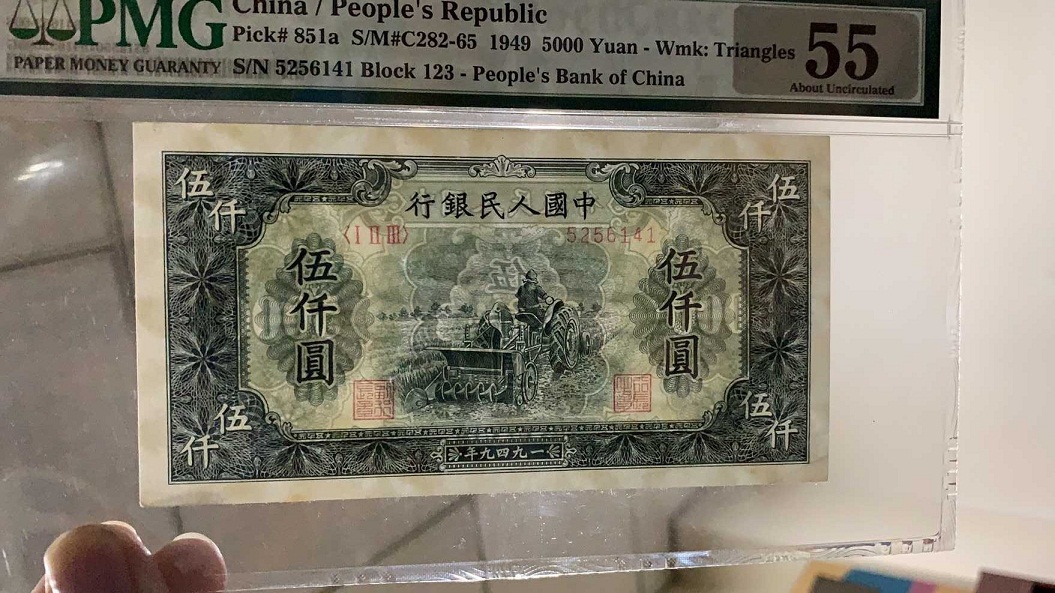 PMG
PAPER MONEY GUARANTY
China / People's Republic
Pick# 851a S/M#C282-65 1949 5000 Yuan - Wmk: Triangles
S/N 5256141 Block 123 - People's Bank of China
55
About Uncirculated
伍仟
伍仟
行銀民人國中
〈I II III〉
5256141
伍仟圓
伍
伍仟圓
伍仟
伍仟
年九四九一